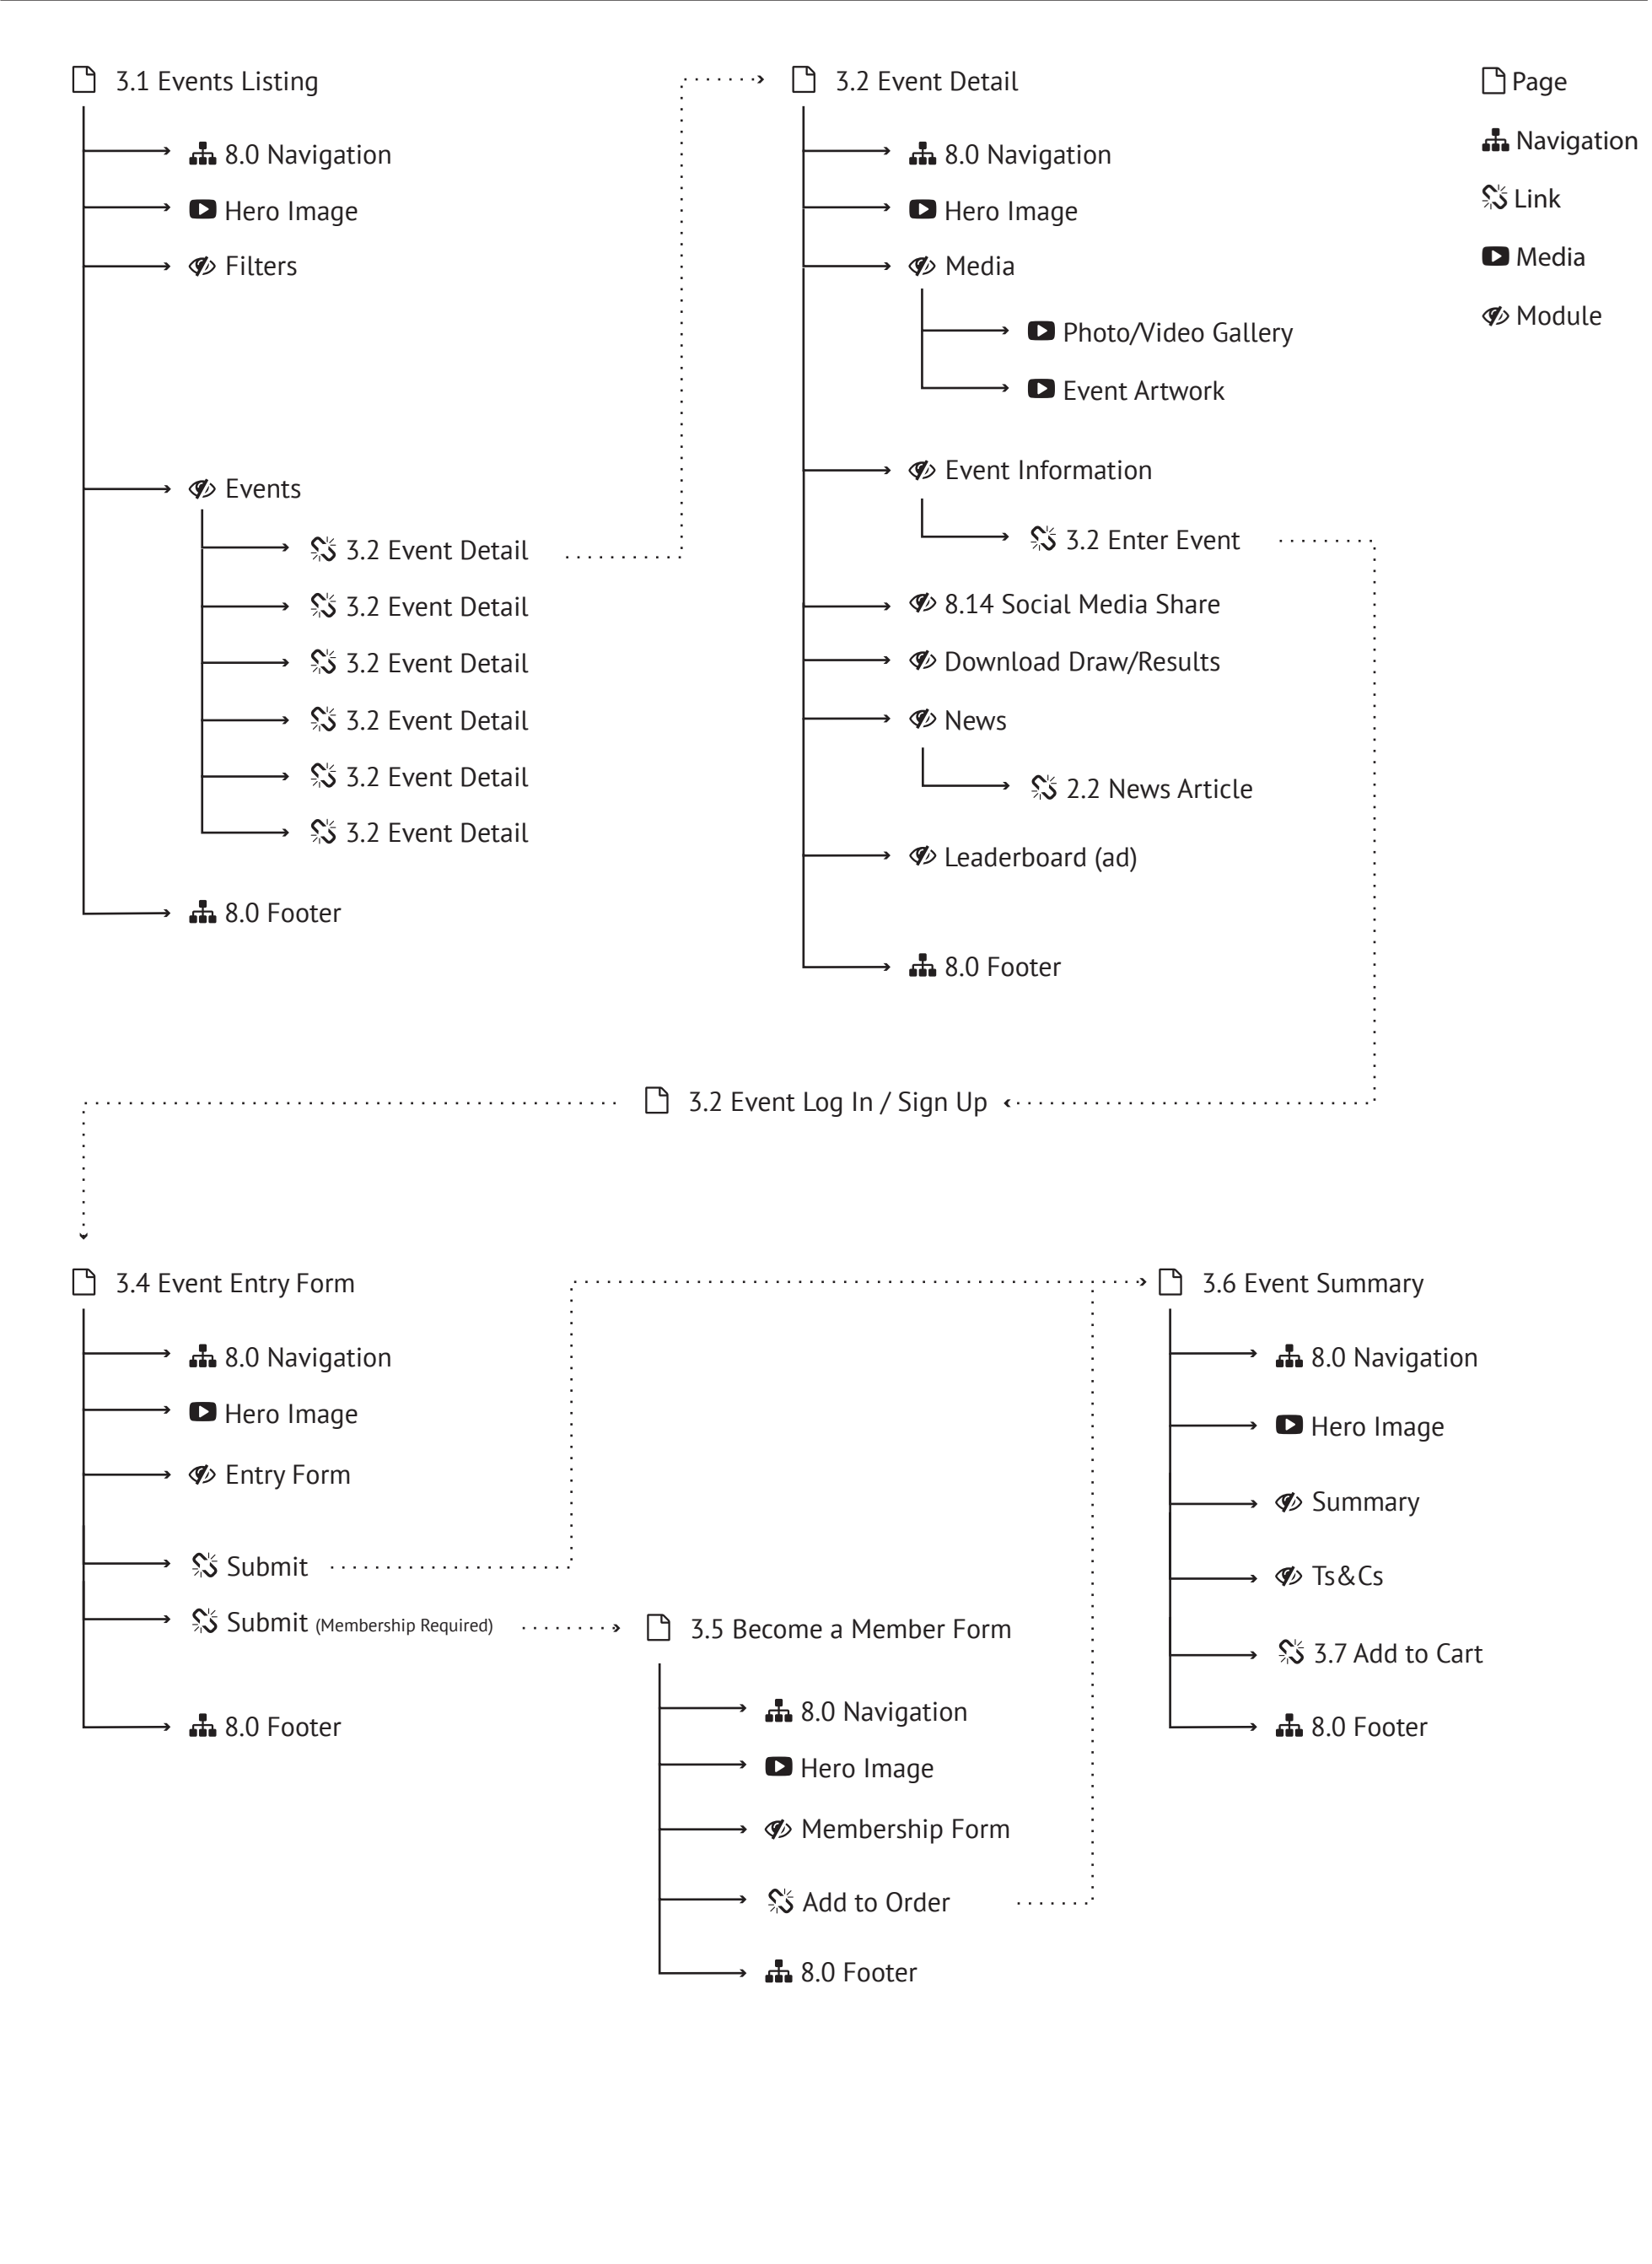 3.1 Events Listing
8.0 Navigation
Hero Image
Filters
Events
3.2 Event Detail
3.2 Event Detail
3.2 Event Detail
3.2 Event Detail
3.2 Event Detail
3.2 Event Detail
8.0 Footer
3.2 Event Detail
8.0 Navigation
Hero Image
Media
Photo/Video Gallery
Event Artwork
Event Information
3.2 Enter Event
8.14 Social Media Share
Download Draw/Results
News
2.2 News Article
Leaderboard (ad)
8.0 Footer
Page
Navigation
Link
Media
Module
3.2 Event Log In / Sign Up
3.4 Event Entry Form
8.0 Navigation
Hero Image
Entry Form
Submit
Submit (Membership Required)
8.0 Footer
3.5 Become a Member Form
8.0 Navigation
Hero Image
Membership Form
Add to Order
8.0 Footer
3.6 Event Summary
8.0 Navigation
Hero Image
Summary
Ts&Cs
3.7 Add to Cart
8.0 Footer